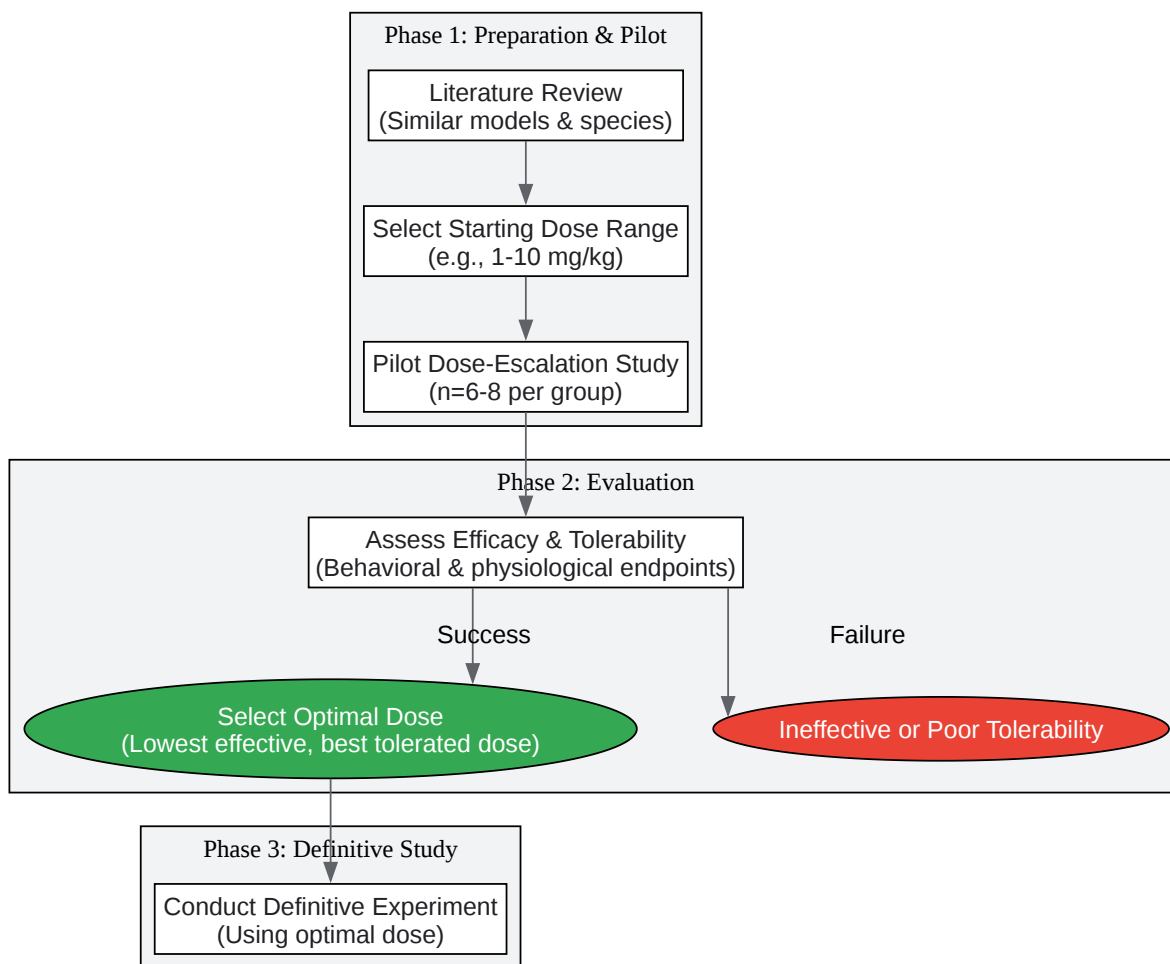 Phase 1: Preparation & Pilot
Literature Review
(Similar models & species)
Select Starting Dose Range
(e.g., 1-10 mg/kg)
Pilot Dose-Escalation Study
(n=6-8 per group)
Phase 2: Evaluation
Assess Efficacy & Tolerability
(Behavioral & physiological endpoints)
Success
Failure
Select Optimal Dose
(Lowest effective, best tolerated dose)
Ineffective or Poor Tolerability
Phase 3: Definitive Study
Conduct Definitive Experiment
(Using optimal dose)